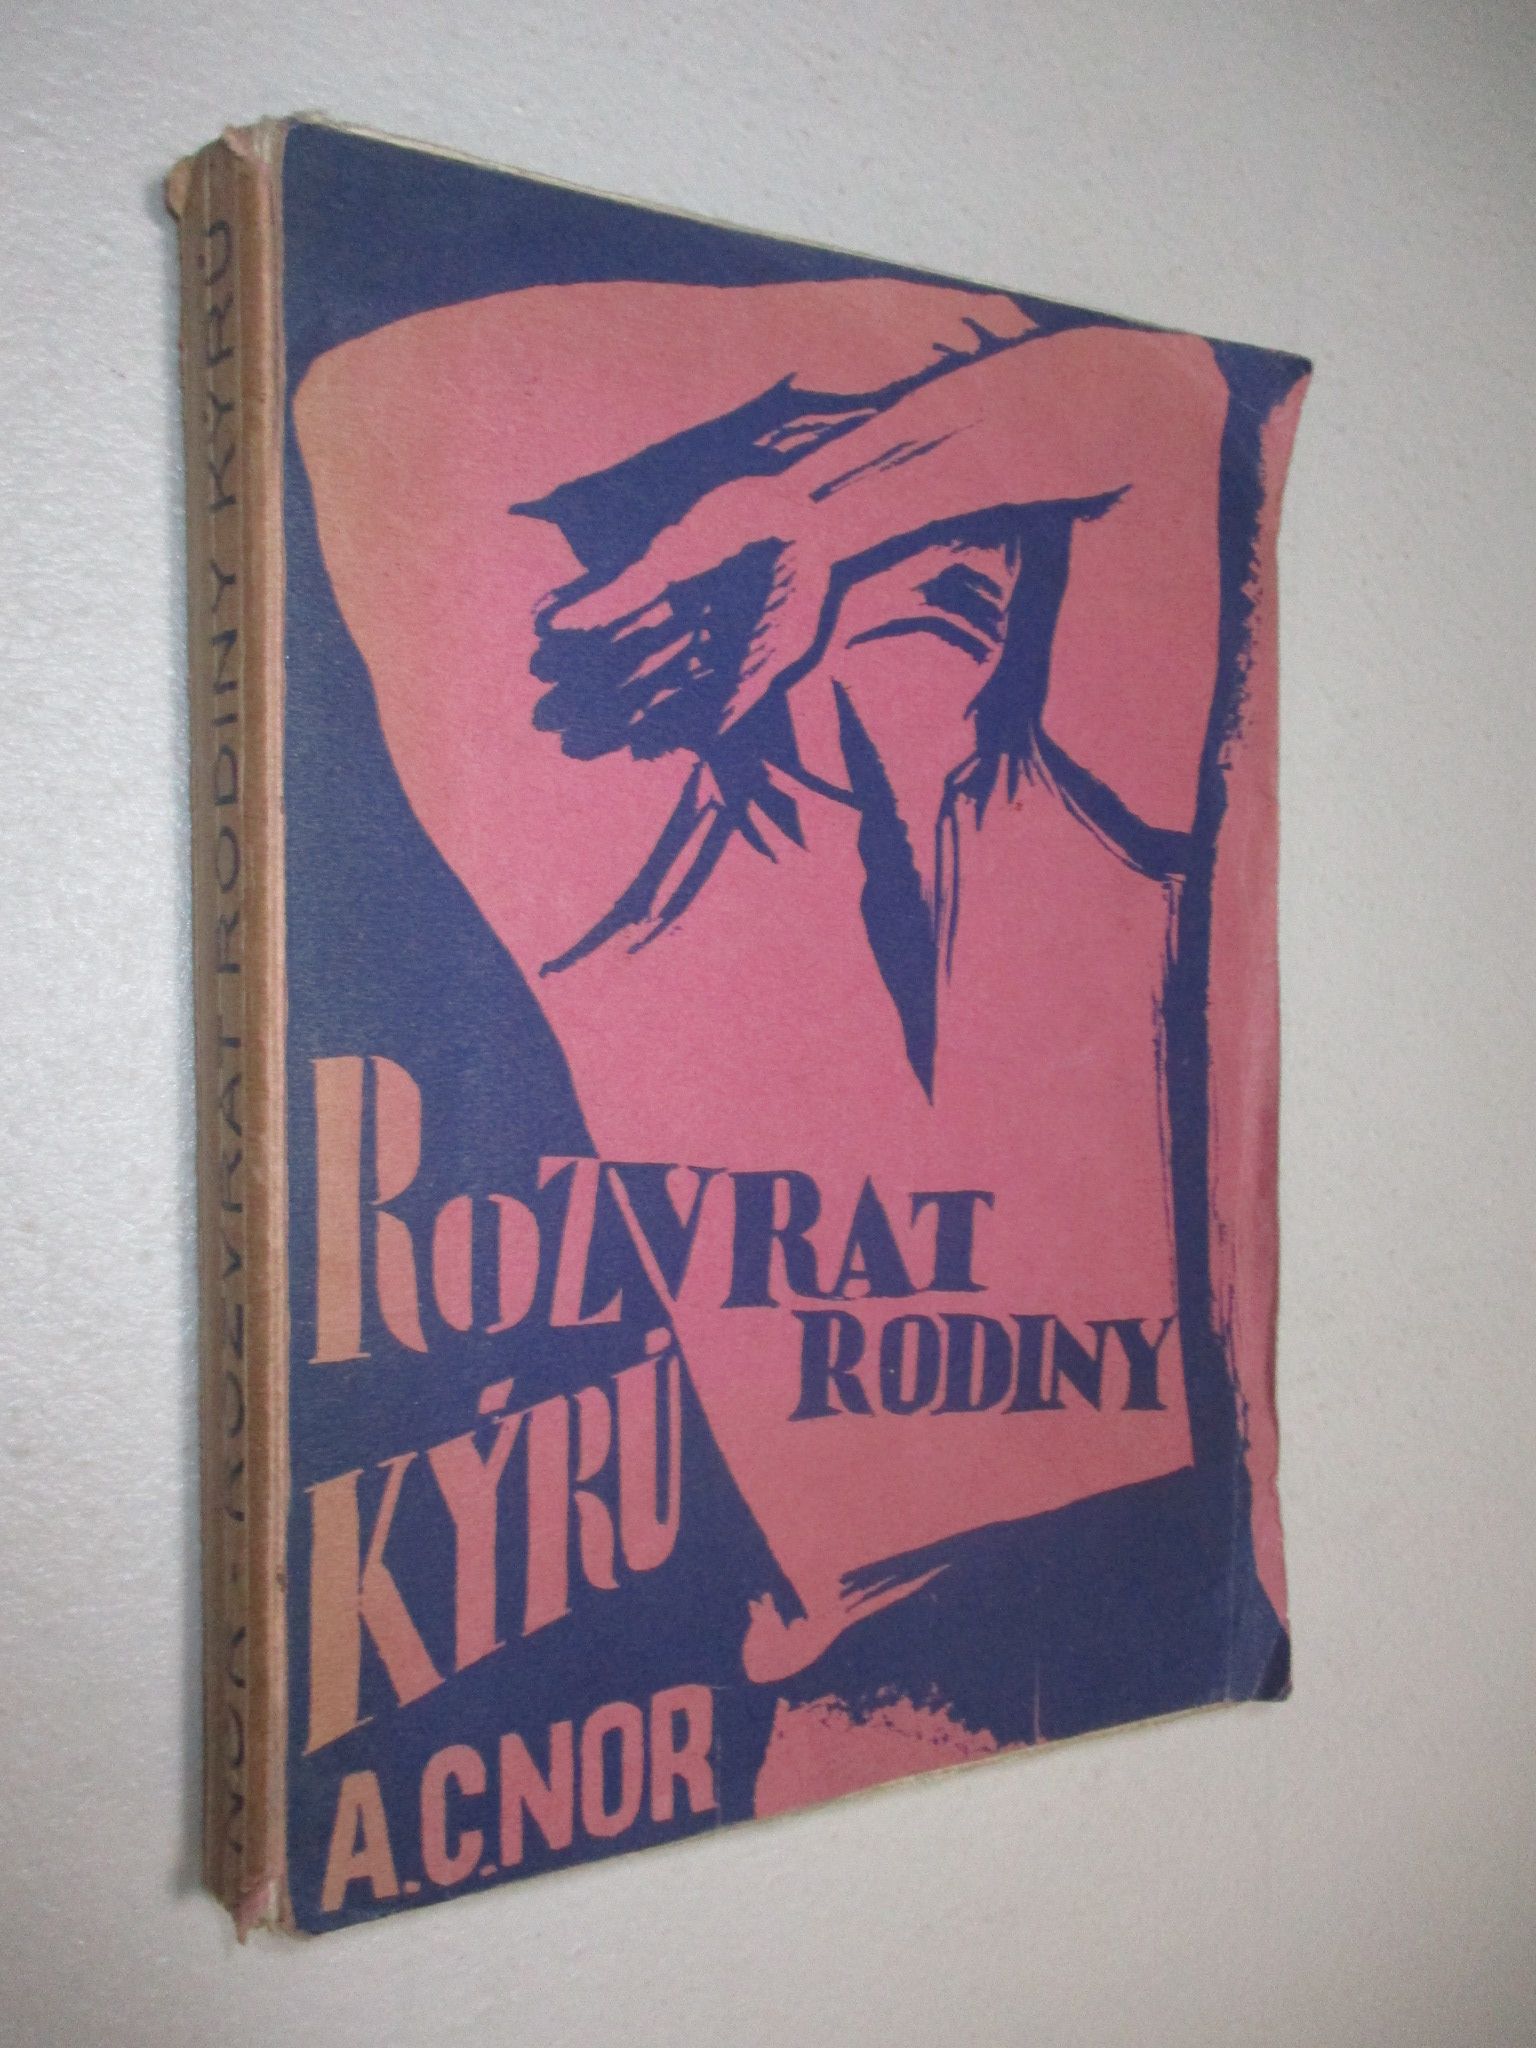 ROZVRAT
RODINY
KÝRŮ
A.C.NOR
NOR - ROZVRAT RODINY KÝRŮ